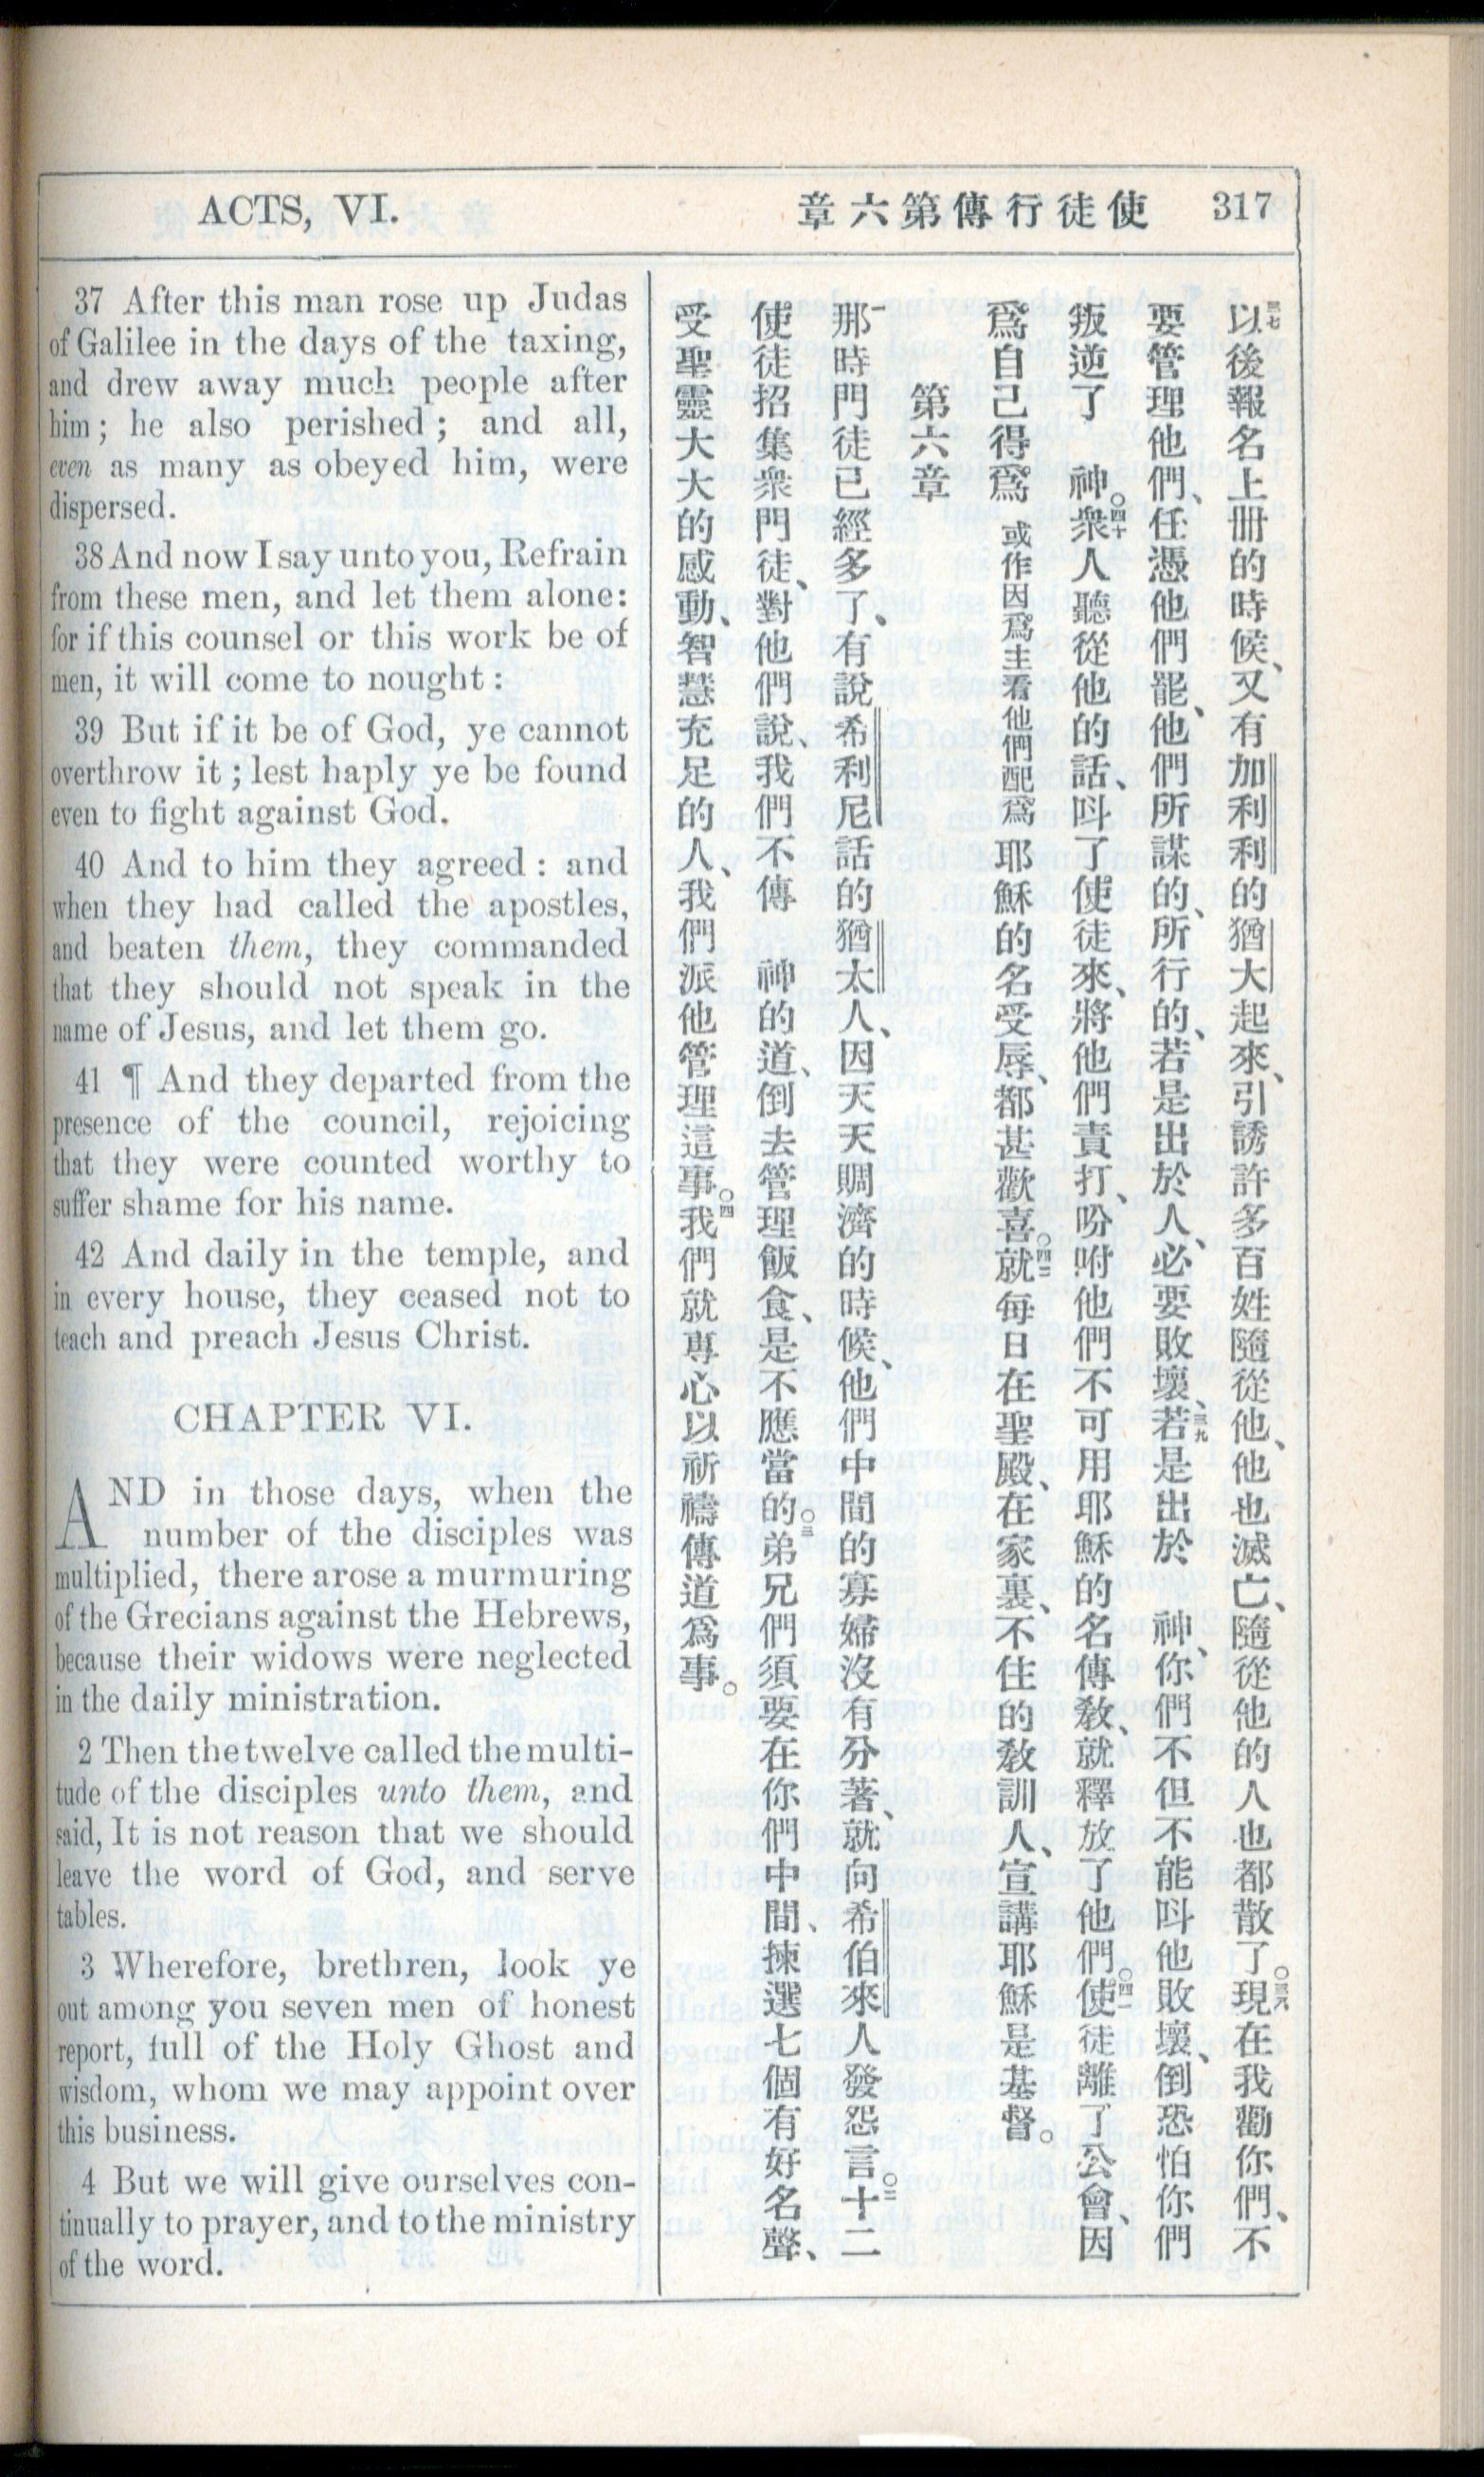 ACTS, VI.
使徒行傳第六章
317
37 After this man rose up Judas
of Galilee in the days of the taxing,
and drew away much people after
him; he also perished; and all,
even as many as obeyed him, were
dispersed.
38 And now I say unto you, Refrain
from these men, and let them alone:
for if this counsel or this work be of
men, it will come to nought:
39 But if it be of God, ye cannot
overthrow it; lest haply ye be found
even to fight against God.
40 And to him they agreed: and
when they had called the apostles,
and beaten them, they commanded
that they should not speak in the
name of Jesus, and let them go.
41 ¶ And they departed from the
presence of the council, rejoicing
that they were counted worthy to
suffer shame for his name.
42 And daily in the temple, and
in every house, they ceased not to
teach and preach Jesus Christ.
CHAPTER VI.
AND in those days, when the
number of the disciples was
multiplied, there arose a murmuring
of the Grecians against the Hebrews,
because their widows were neglected
in the daily ministration.
2 Then the twelve called the multi-
tude of the disciples unto them, and
said, It is not reason that we should
leave the word of God, and serve
tables.
3 Wherefore, brethren, look ye
out among you seven men of honest
report, full of the Holy Ghost and
wisdom, whom we may appoint over
this business.
4 But we will give ourselves con-
tinually to prayer, and to the ministry
of the word.
三七以後報名上冊的時候、又有加利利的猶大起來、引誘許多百姓隨從他、他也滅亡、隨從他的人也都散了。○三八現在我勸你們、不
要管理他們、任憑他們罷、他們所謀的、所行的、若是出於人、必要敗壞、三九若是出於 神、你們不但不能呌他敗壞、倒恐怕你們
叛逆了 神。○四十衆人聽從他的話、呌了使徒來、將他們責打、吩咐他們不可用耶穌的名傳敎、就釋放了他們。○四一使徒離了公會、因
爲自己得爲 或作因爲主看他們配爲 耶穌的名受辱、都甚歡喜○四二就每日在聖殿、在家裏、不住的敎訓人、宣講耶穌是基督。
第六章
一那時門徒已經多了、有說希利尼話的猶太人、因天天賙濟的時候、他們中間的寡婦沒有分著、就向希伯來人發怨言。○二十二
使徒招集衆門徒、對他們說、我們不傳 神的道、倒去管理飯食、是不應當的○三弟兄們須要在你們中間、揀選七個有好名聲、
受聖靈大大的感動、智慧充足的人、我們派他管理這事。○四我們就專心以祈禱傳道爲事。